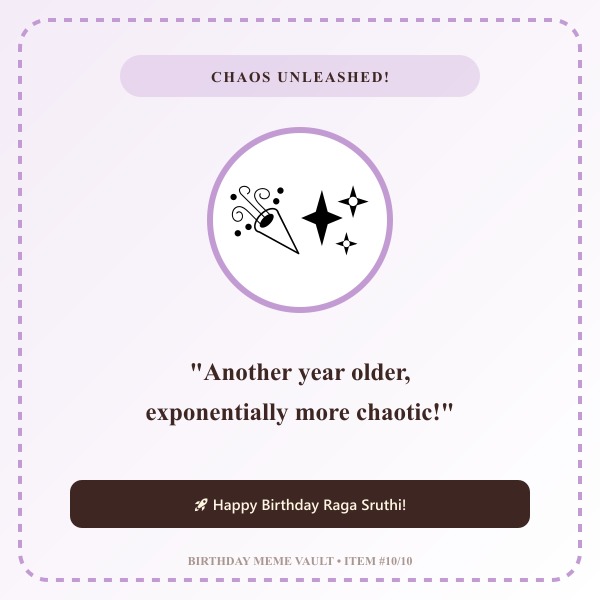 CHAOS UNLEASHED!
"Another year older,
exponentially more chaotic!"
🚀 Happy Birthday Raga Sruthi!
BIRTHDAY MEME VAULT • ITEM #10/10